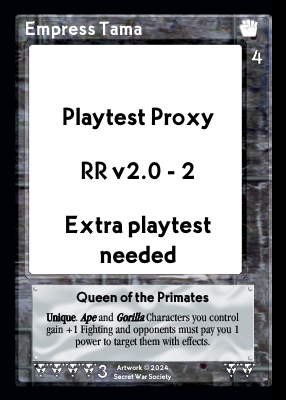 Empress Tama
4
Playtest Proxy
RR v2.0 - 2
Extra playtest
needed
Queen of the Primates
Unique. Ape and Gorilla Characters you control
gain +1 Fighting and opponents must pay you 1
power to target them with effects.
3
Artwork © 2024
Secret War Society